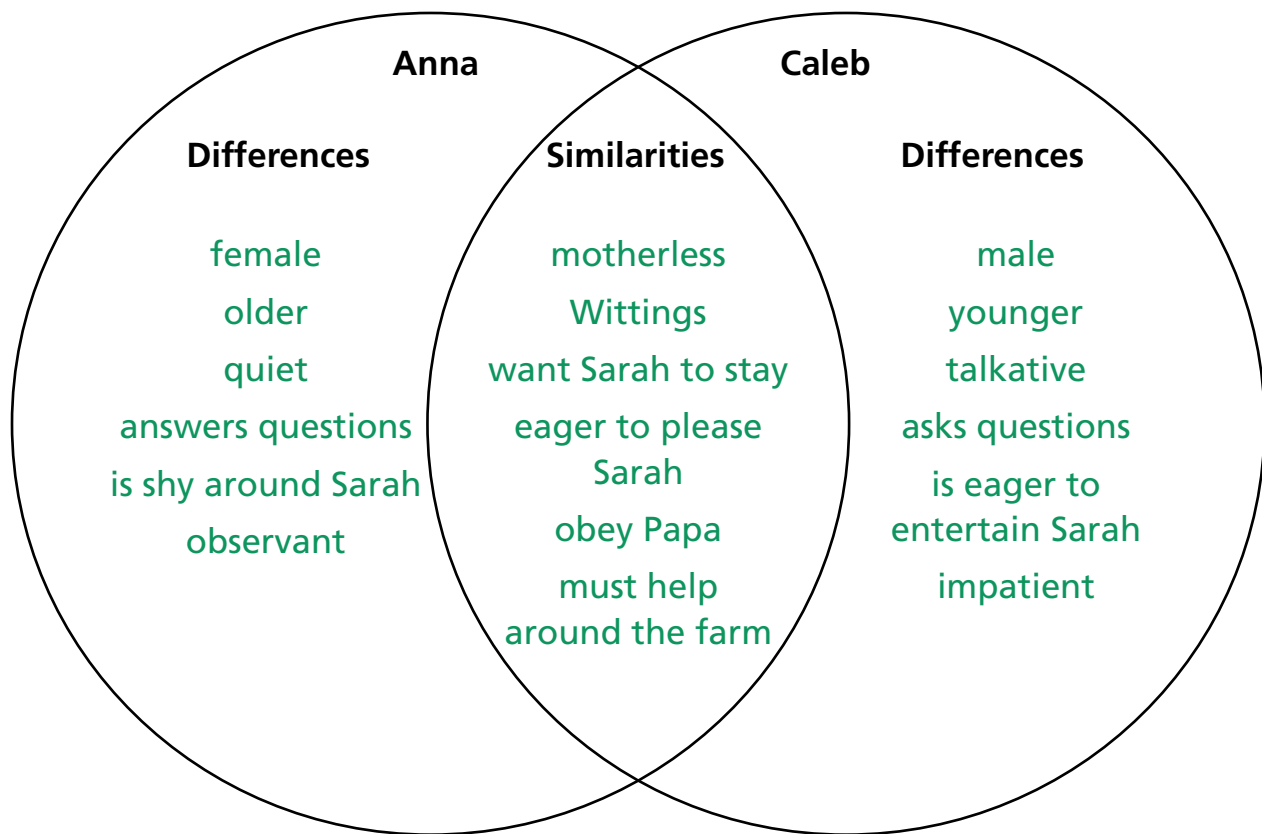 Anna
Caleb
Differences
Similarities
Differences
female
older
quiet
answers questions
is shy around Sarah
observant
motherless
Wittings
want Sarah to stay
eager to please
Sarah
obey Papa
must help
around the farm
male
younger
talkative
asks questions
is eager to
entertain Sarah
impatient